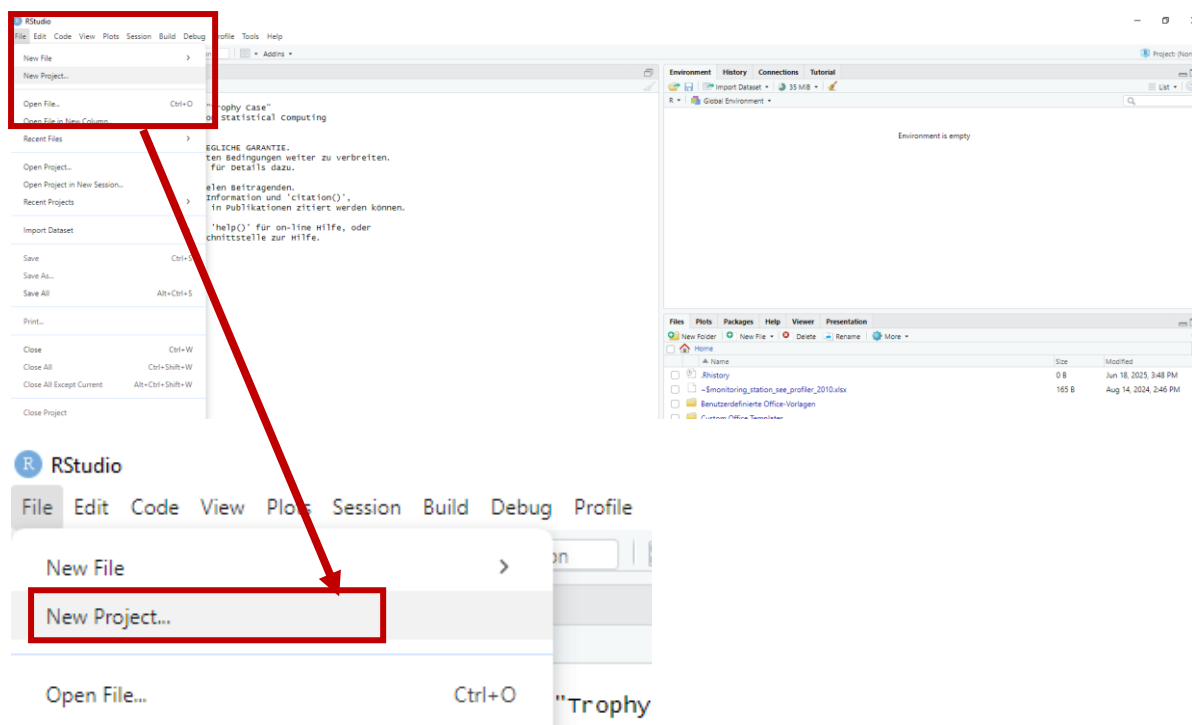 RStudio
File Edit Code View Plots Session Build Debug Profile Tools Help
Addins
Project: (Non
New File
New Project...
Open File... Ctrl+O
Open File in New Column...
Recent Files
Open Project...
Open Project in New Session...
Recent Projects
Import Dataset
Save Ctrl+S
Save As...
Save All Alt+Ctrl+S
Print...
Close Ctrl+W
Close All Ctrl+Shift+W
Close All Except Current Alt+Ctrl+Shift+W
Close Project
"Trophy Case"
Statistical Computing
EGLICHE GARANTIE.
ten Bedingungen weiter zu verbreiten.
für Details dazu.
elen Beitragenden.
Information und 'citation()',
in Publikationen zitiert werden können.
'help()' für on-line Hilfe, oder
chnittstelle zur Hilfe.
Environment History Connections Tutorial
Import Dataset 35 MiB List
R Global Environment
Environment is empty
Files Plots Packages Help Viewer Presentation
New Folder New File Delete Rename More
Home
Name Size Modified
.Rhistory 0 B Jun 18, 2025, 3:48 PM
~$monitoring_station_see_profiler_2010.xlsx 165 B Aug 14, 2024, 2:46 PM
Benutzerdefinierte Office-Vorlagen
Custom Office Templates
RStudio
File Edit Code View Plots Session Build Debug Profile
New File
on
New Project...
Open File... Ctrl+O
"Trophy